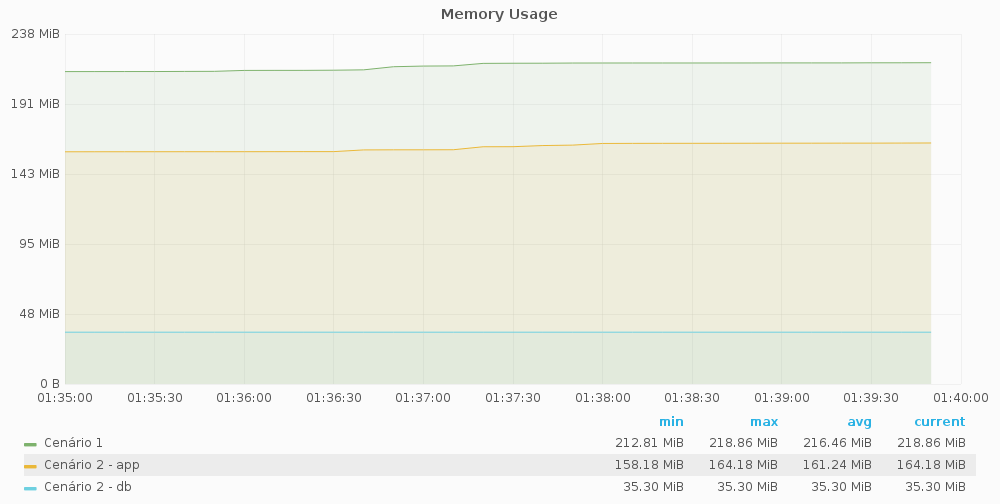 Memory Usage
238 MiB
191 MiB
143 MiB
95 MiB
48 MiB
0 B
01:35:00 01:35:30 01:36:00 01:36:30 01:37:00 01:37:30 01:38:00 01:38:30 01:39:00 01:39:30 01:40:00
min max avg current
Cenário 1 212.81 MiB 218.86 MiB 216.46 MiB 218.86 MiB
Cenário 2 - app 158.18 MiB 164.18 MiB 161.24 MiB 164.18 MiB
Cenário 2 - db 35.30 MiB 35.30 MiB 35.30 MiB 35.30 MiB